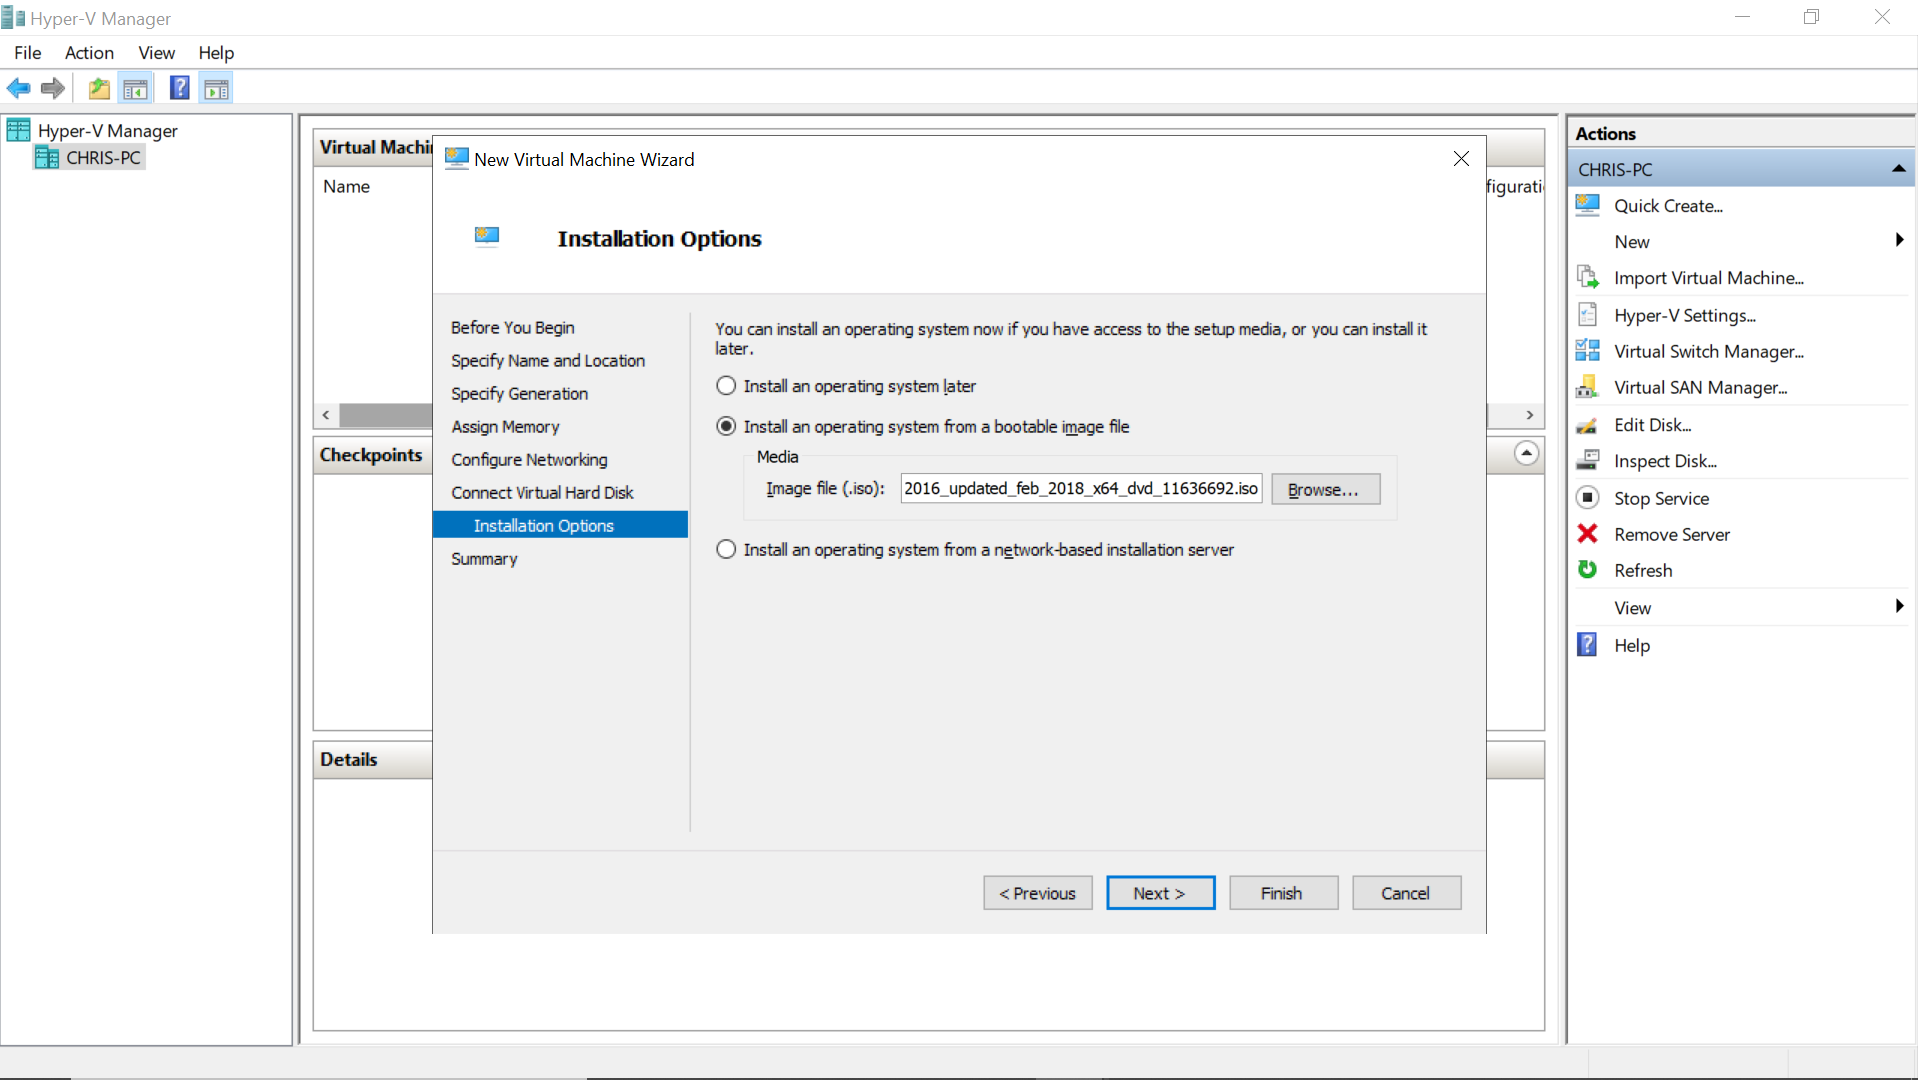 Hyper-V Manager
File Action View Help
Hyper-V Manager
CHRIS-PC
Virtual Machi
Name
figurati
Checkpoints
Details
New Virtual Machine Wizard
Installation Options
Before You Begin
Specify Name and Location
Specify Generation
Assign Memory
Configure Networking
Connect Virtual Hard Disk
Installation Options
Summary
You can install an operating system now if you have access to the setup media, or you can install it
later.
Install an operating system later
Install an operating system from a bootable image file
Media
Image file (.iso): 2016_updated_feb_2018_x64_dvd_11636692.iso Browse...
Install an operating system from a network-based installation server
< Previous Next > Finish Cancel
Actions
CHRIS-PC
Quick Create...
New
Import Virtual Machine...
Hyper-V Settings...
Virtual Switch Manager...
Virtual SAN Manager...
Edit Disk...
Inspect Disk...
Stop Service
Remove Server
Refresh
View
Help